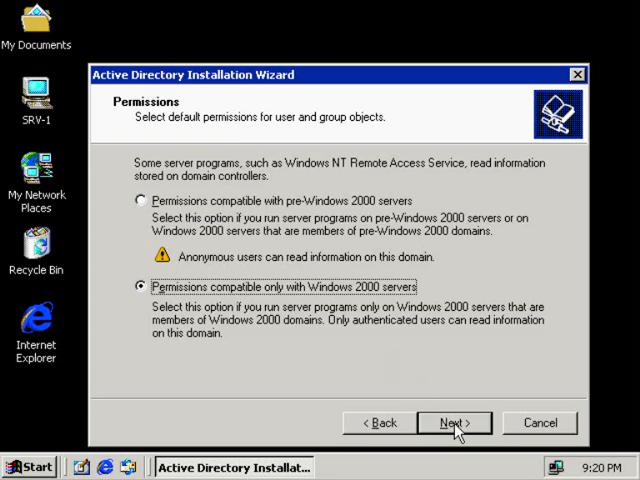 My Documents
SRV-1
My Network
Places
Recycle Bin
Internet
Explorer
Active Directory Installation Wizard
Permissions
Select default permissions for user and group objects.
Some server programs, such as Windows NT Remote Access Service, read information
stored on domain controllers.
Permissions compatible with pre-Windows 2000 servers
Select this option if you run server programs on pre-Windows 2000 servers or on
Windows 2000 servers that are members of pre-Windows 2000 domains.
Anonymous users can read information on this domain.
Permissions compatible only with Windows 2000 servers
Select this option if you run server programs only on Windows 2000 servers that are
members of Windows 2000 domains. Only authenticated users can read information
on this domain.
< Back
Next >
Cancel
Start
Active Directory Installat...
9:20 PM